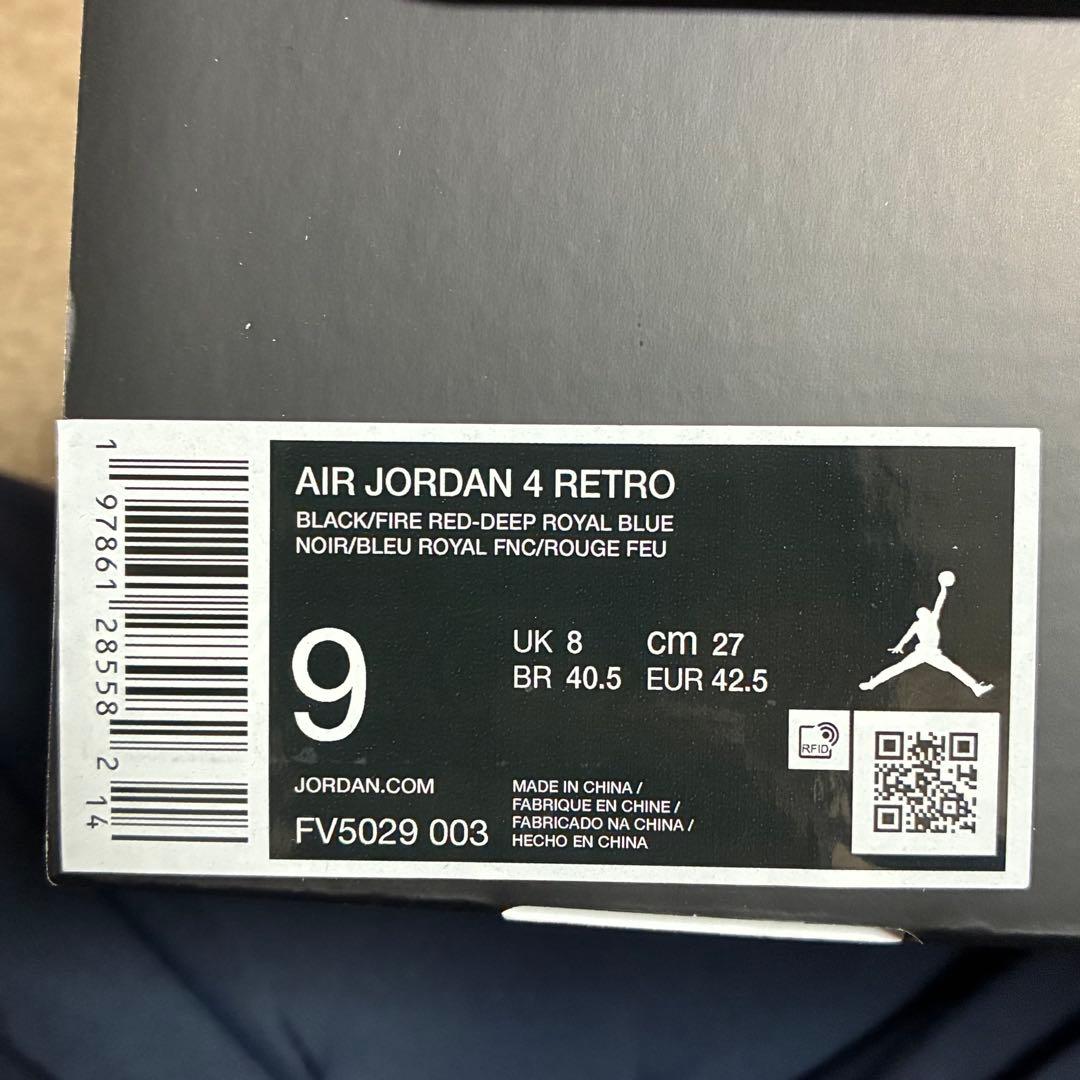 1 97861 28558 2 14
AIR JORDAN 4 RETRO
BLACK/FIRE RED-DEEP ROYAL BLUE
NOIR/BLEU ROYAL FNC/ROUGE FEU
9
UK 8 cm 27
BR 40.5 EUR 42.5
RFID
JORDAN.COM
FV5029 003
MADE IN CHINA /
FABRIQUE EN CHINE /
FABRICADO NA CHINA /
HECHO EN CHINA